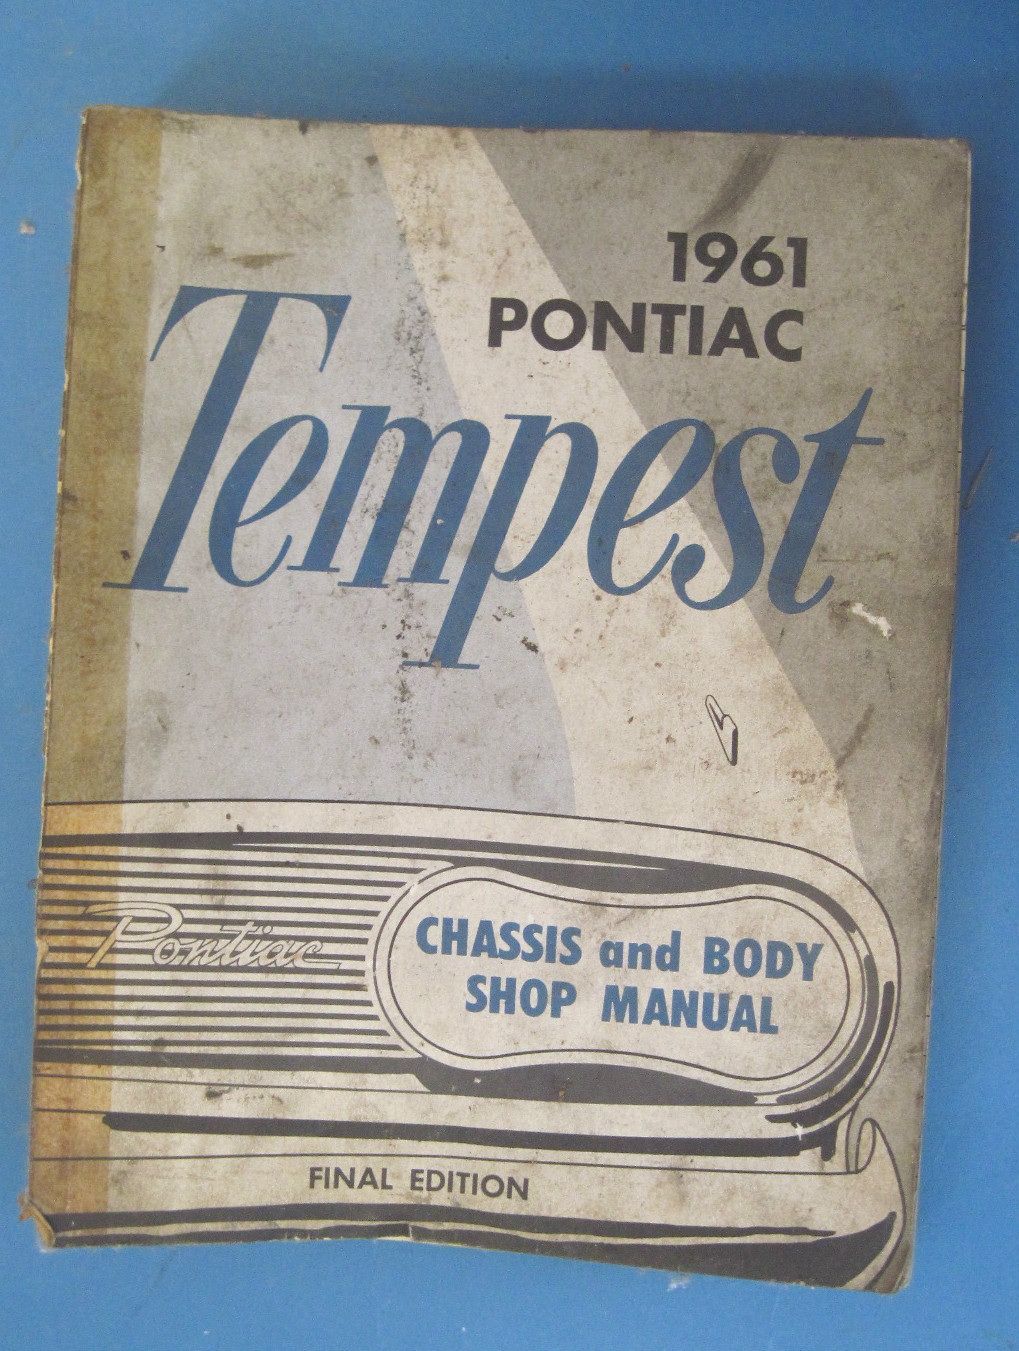 1961
PONTIAC
Tempest
Pontiac
CHASSIS and BODY
SHOP MANUAL
FINAL EDITION